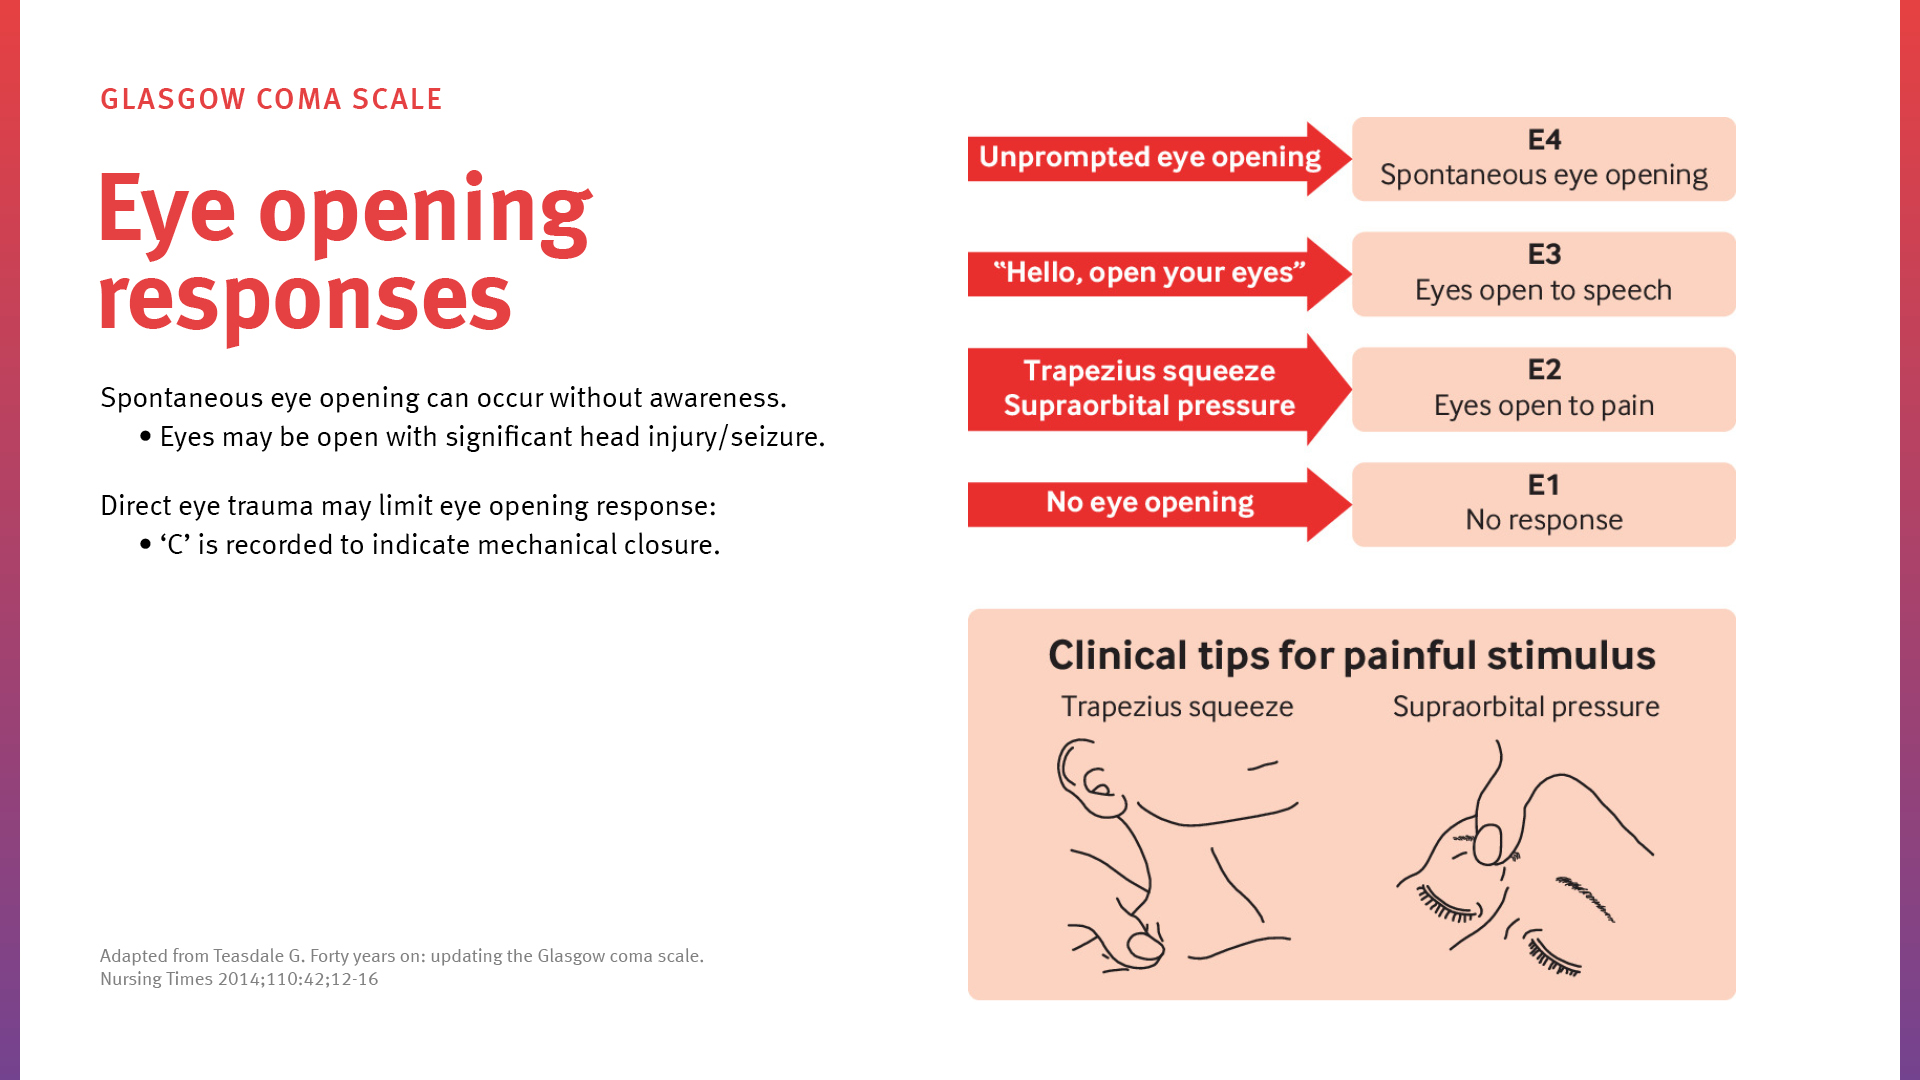 GLASGOW COMA SCALE
Eye opening
responses
Spontaneous eye opening can occur without awareness.
• Eyes may be open with significant head injury/seizure.
Direct eye trauma may limit eye opening response:
• ‘C’ is recorded to indicate mechanical closure.
Adapted from Teasdale G. Forty years on: updating the Glasgow coma scale.
Nursing Times 2014;110:42;12-16
Unprompted eye opening
E4
Spontaneous eye opening
“Hello, open your eyes”
E3
Eyes open to speech
Trapezius squeeze
Supraorbital pressure
E2
Eyes open to pain
No eye opening
E1
No response
Clinical tips for painful stimulus
Trapezius squeeze
Supraorbital pressure